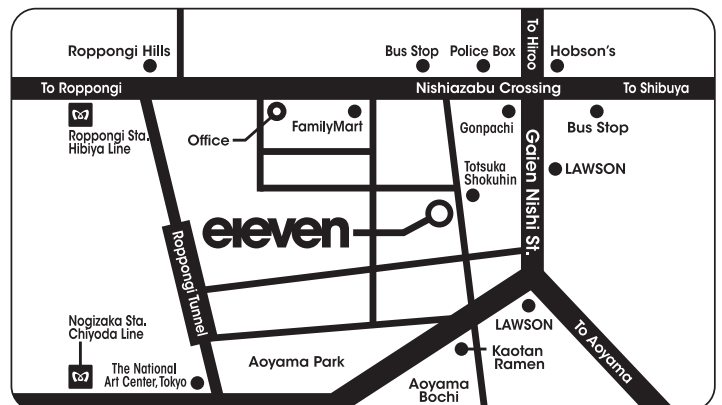 Roppongi Hills
Bus Stop
Police Box
To Hiroo
Hobson's
To Roppongi
Nishiazabu Crossing
To Shibuya
Roppongi Sta.
Hibiya Line
Office
FamilyMart
Gonpachi
Bus Stop
Totsuka
Shokuhin
Gaien Nishi St.
LAWSON
eleven
Roppongi Tunnel
Nogizaka Sta.
Chiyoda Line
The National
Art Center, Tokyo
Aoyama Park
LAWSON
Kaotan
Ramen
To Aoyama
Aoyama
Bochi